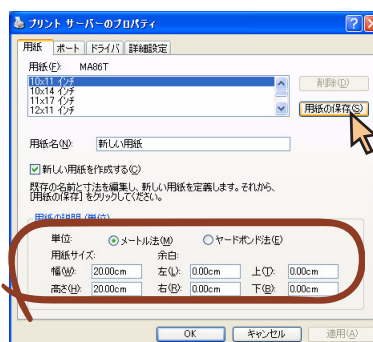 プリント サーバーのプロパティ
用紙 ポート ドライバ 詳細設定
用紙(F): MA86T
10x11 インチ
10x14 インチ
11x17 インチ
12x11 インチ
削除(D)
用紙の保存(S)
用紙名(N): 新しい用紙
新しい用紙を作成する(C)
既存の名前と寸法を編集し、新しい用紙を定義します。それから、
[用紙の保存] をクリックしてください。
用紙の説明 (単位)
単位: メートル法(M) ヤードポンド法(E)
用紙サイズ: 余白:
幅(W): 20.00cm 左(L): 0.00cm 上(T): 0.00cm
高さ(H): 20.00cm 右(R): 0.00cm 下(B): 0.00cm
OK キャンセル 適用(A)